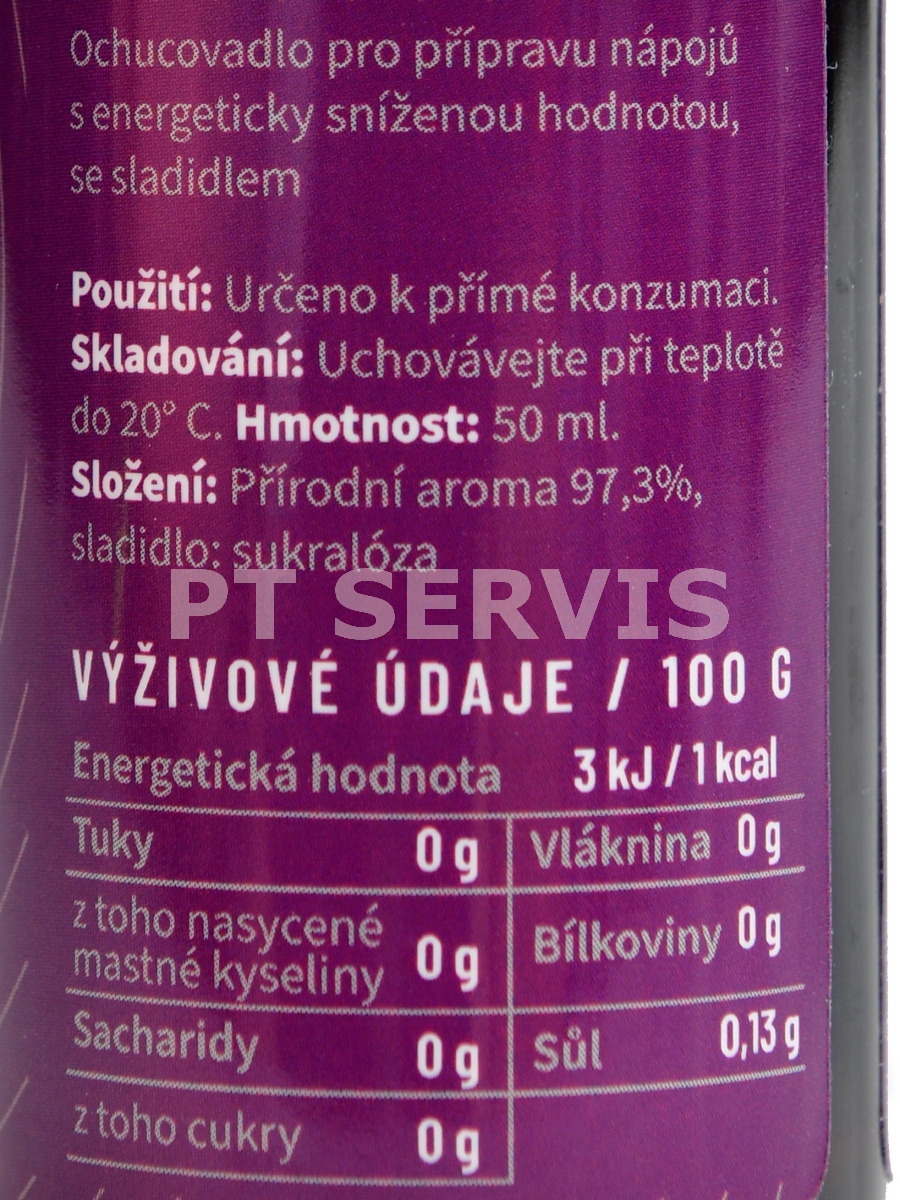 Ochucovadlo pro přípravu nápojů
s energeticky sníženou hodnotou,
se sladidlem
Použití: Určeno k přímé konzumaci.
Skladování: Uchovávejte při teplotě
do 20° C. Hmotnost: 50 ml.
Složení: Přírodní aroma 97,3%,
sladidlo: sukralóza
PT SERVIS
VÝŽIVOVÉ ÚDAJE / 100 G
Energetická hodnota 3 kJ / 1 kcal
Tuky 0 g Vláknina 0 g
z toho nasycené
mastné kyseliny 0 g Bílkoviny 0 g
Sacharidy 0 g Sůl 0,13 g
z toho cukry 0 g